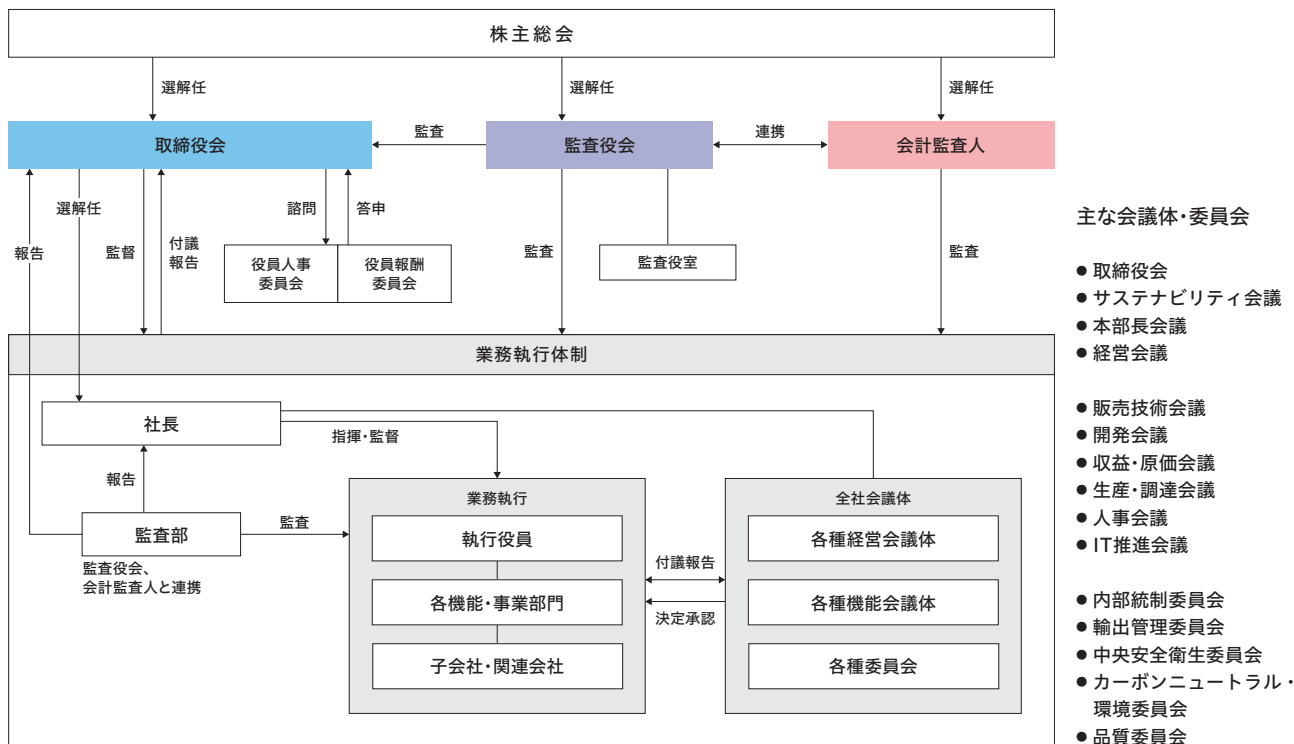 株主総会
選解任
選解任
選解任
取締役会
監査
監査役会
連携
会計監査人
報告
選解任
監督
付議
報告
諮問
答申
役員人事
委員会
役員報酬
委員会
監査
監査役室
監査
業務執行体制
社長
指揮・監督
報告
監査部
監査役会、
会計監査人と連携
監査
業務執行
執行役員
各機能・事業部門
子会社・関連会社
付議報告
決定承認
全社会議体
各種経営会議体
各種機能会議体
各種委員会
主な会議体・委員会
● 取締役会
● サステナビリティ会議
● 本部長会議
● 経営会議
● 販売技術会議
● 開発会議
● 収益・原価会議
● 生産・調達会議
● 人事会議
● IT推進会議
● 内部統制委員会
● 輸出管理委員会
● 中央安全衛生委員会
● カーボンニュートラル・
環境委員会
● 品質委員会